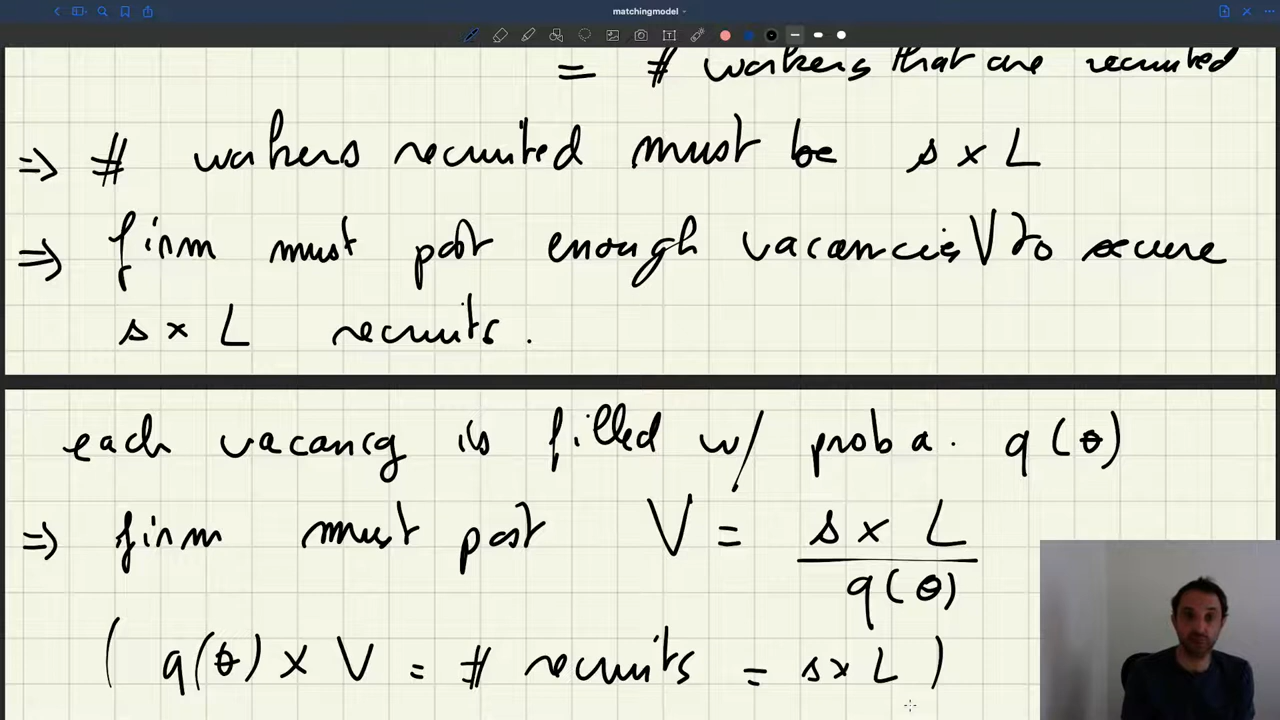 matchingmodel
= # workers that are recruited
=> # workers recruited must be s x L
=> firm must post enough vacancies V to secure
s x L recruits.
each vacancy is filled w/ proba. q(θ)
=> firm must post V = s x L
q(θ)
( q(θ) x V = # recruits = s x L )